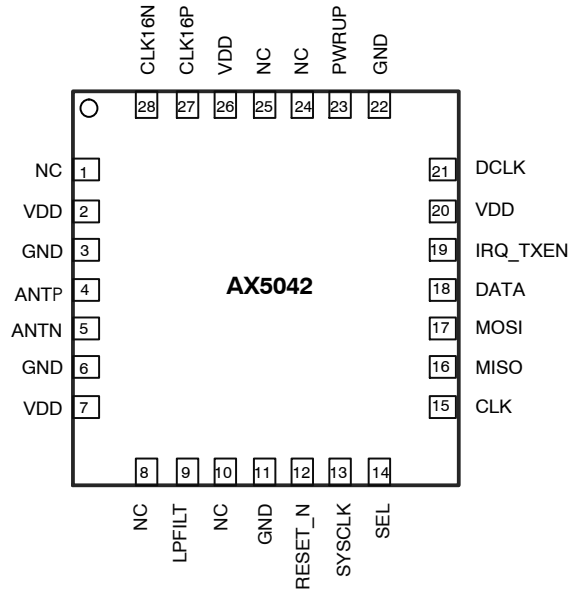 CLK16N
CLK16P
VDD
NC
NC
PWRUP
GND
28
27
26
25
24
23
22
NC 1
VDD 2
GND 3
ANTP 4
ANTN 5
GND 6
VDD 7
AX5042
21 DCLK
20 VDD
19 IRQ_TXEN
18 DATA
17 MOSI
16 MISO
15 CLK
8
9
10
11
12
13
14
NC
LPFILT
NC
GND
RESET_N
SYSCLK
SEL